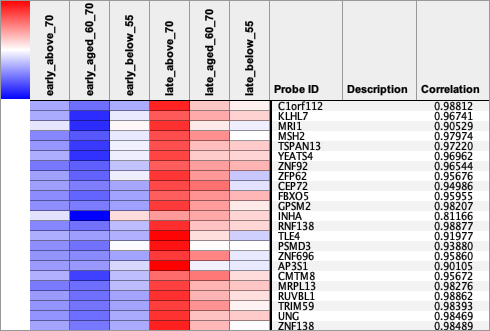 early_above_70
early_aged_60_70
early_below_55
late_above_70
late_aged_60_70
late_below_55
Probe ID Description Correlation
C1orf112 0.98812
KLHL7 0.96741
MRI1 0.90529
MSH2 0.97974
TSPAN13 0.97220
YEATS4 0.96962
ZNF92 0.96544
ZFP62 0.95676
CEP72 0.94986
FBXO5 0.95955
GPSM2 0.98207
INHA 0.81166
RNF138 0.98877
TLE4 0.91977
PSMD3 0.93880
ZNF696 0.95860
AP3S1 0.90105
CMTM8 0.95672
MRPL13 0.98276
RUVBL1 0.98862
TRIM59 0.98393
UNG 0.98469
ZNF138 0.98489